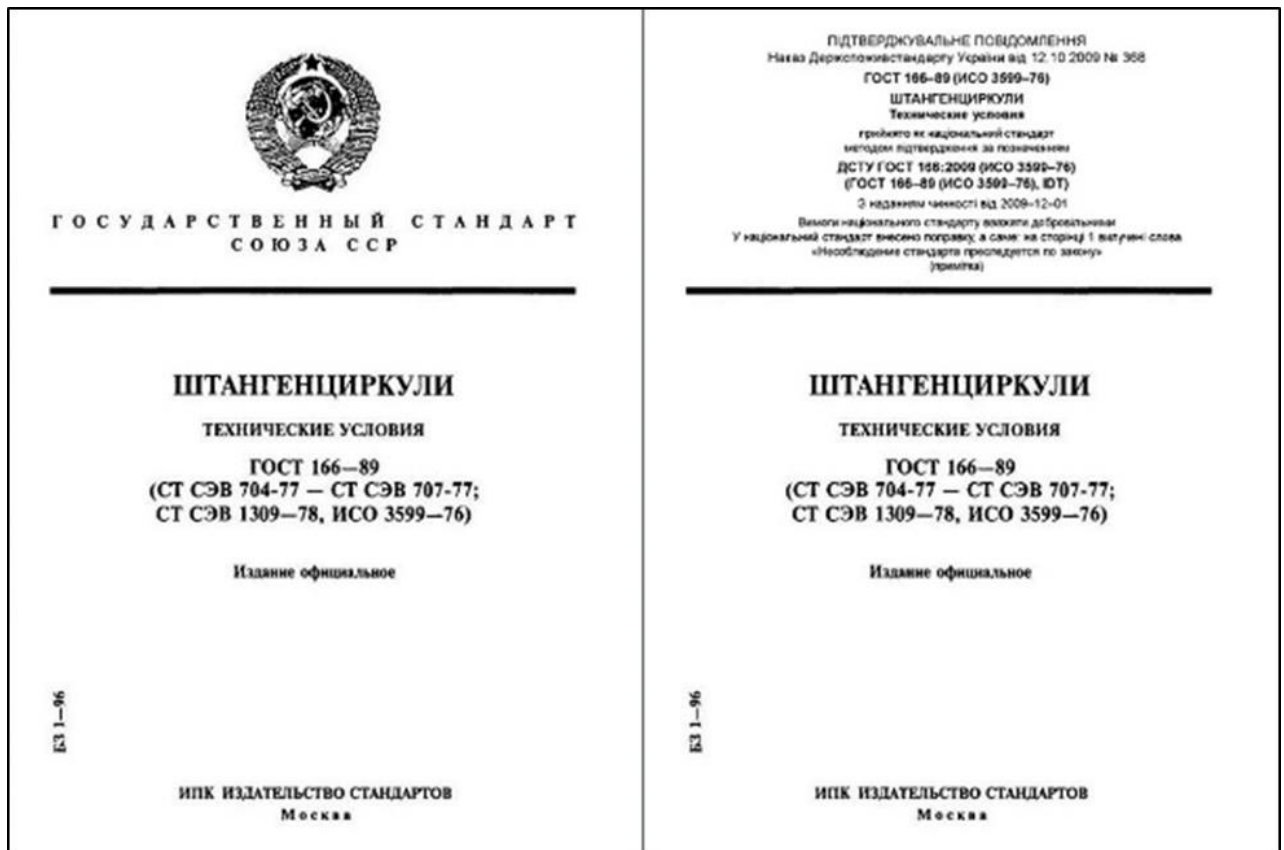 ГОСУДАРСТВЕННЫЙ СТАНДАРТ
СОЮЗА ССР
ШТАНГЕНЦИРКУЛИ
ТЕХНИЧЕСКИЕ УСЛОВИЯ
ГОСТ 166—89
(СТ СЭВ 704-77 — СТ СЭВ 707-77;
СТ СЭВ 1309—78, ИСО 3599—76)
Издание официальное
БЗ 1—96
ИПК ИЗДАТЕЛЬСТВО СТАНДАРТОВ
Москва
ПІДТВЕРДЖУВАЛЬНЕ ПОВІДОМЛЕННЯ
Наказ Держспоживстандарту України від 12.10.2009 № 368
ГОСТ 166–89 (ИСО 3599–76)
ШТАНГЕНЦИРКУЛИ
Технические условия
прийнято як національний стандарт
методом підтвердження за позначенням
ДСТУ ГОСТ 166:2009 (ИСО 3599–76)
(ГОСТ 166–89 (ИСО 3599–76), IDT)
З наданням чинності від 2009–12–01
Вимоги національного стандарту вважати добровільними
У національний стандарт внесено поправку, а саме: на сторінці 1 вилучені слова
«Несоблюдение стандарта преследуется по закону»
(примітка)
ШТАНГЕНЦИРКУЛИ
ТЕХНИЧЕСКИЕ УСЛОВИЯ
ГОСТ 166—89
(СТ СЭВ 704-77 — СТ СЭВ 707-77;
СТ СЭВ 1309—78, ИСО 3599—76)
Издание официальное
БЗ 1—96
ИПК ИЗДАТЕЛЬСТВО СТАНДАРТОВ
Москва